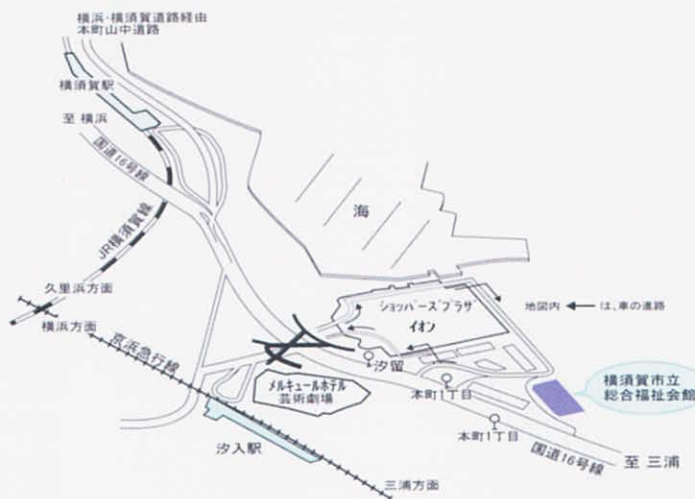 横浜・横須賀道路経由
本町山中道路
横須賀駅
至 横浜
国道16号線
JR横須賀線
海
久里浜方面
横浜方面
京浜急行線
ショッパーズプラザ
イオン
地図内 ← は、車の進路
汐留
メルキュールホテル
芸術劇場
本町1丁目
横須賀市立
総合福祉会館
本町1丁目
汐入駅
国道16号線
至 三浦
三浦方面